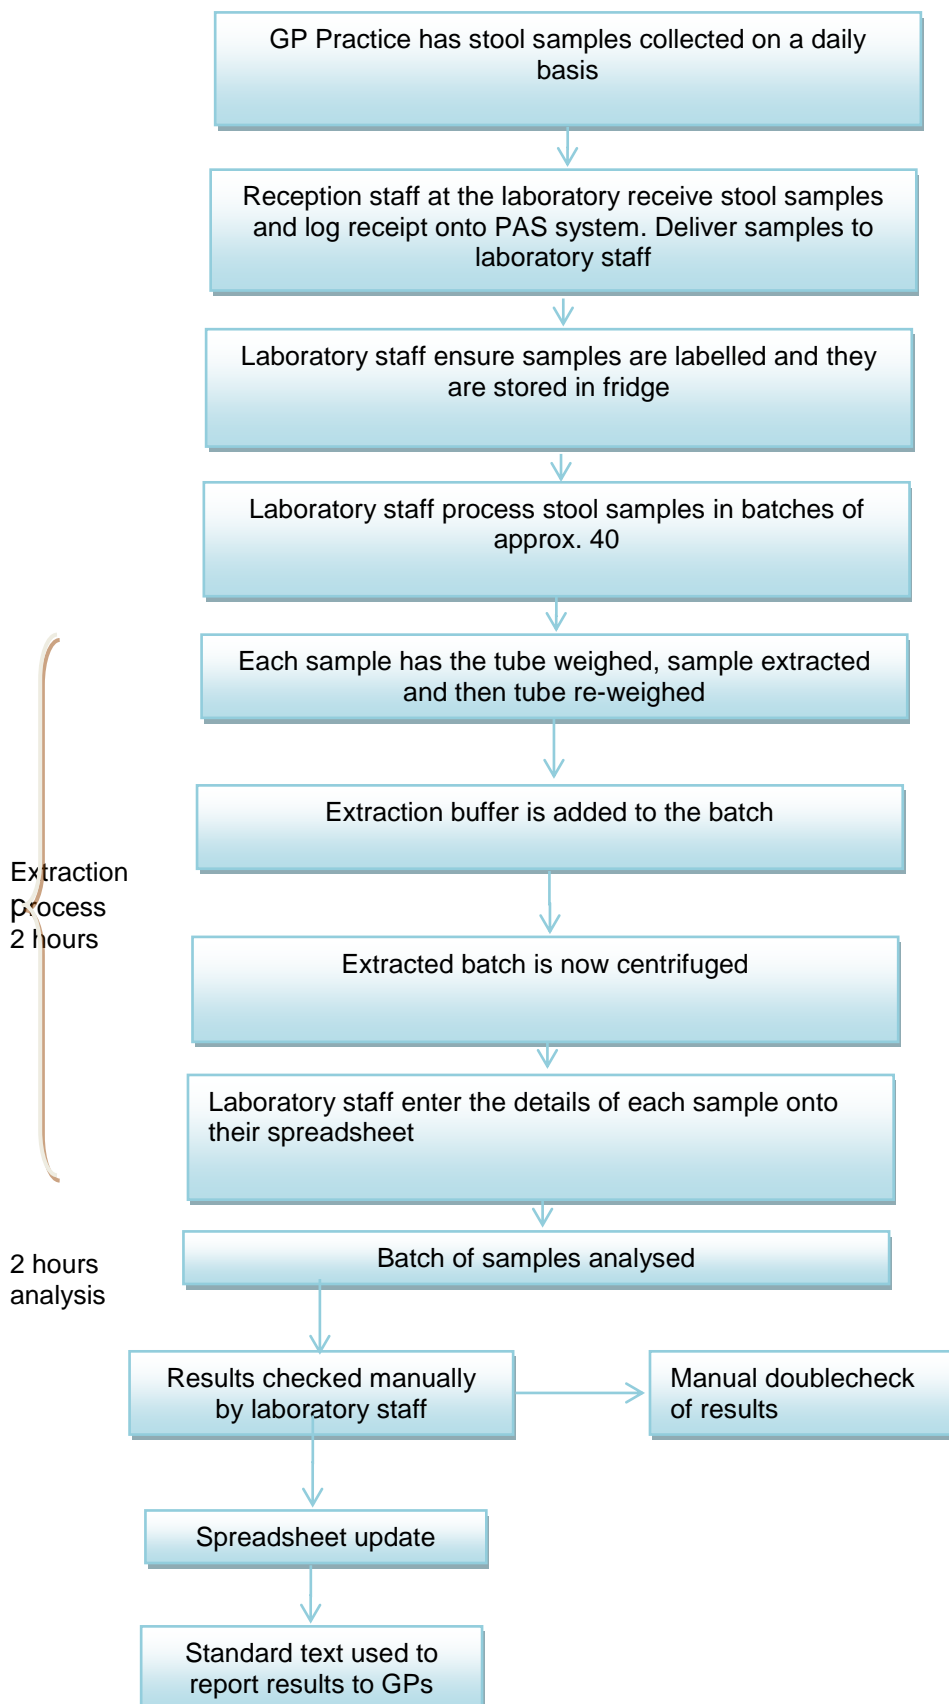 GP Practice has stool samples collected on a daily
basis
Reception staff at the laboratory receive stool samples
and log receipt onto PAS system. Deliver samples to
laboratory staff
Laboratory staff ensure samples are labelled and they
are stored in fridge
Laboratory staff process stool samples in batches of
approx. 40
Each sample has the tube weighed, sample extracted
and then tube re-weighed
Extraction buffer is added to the batch
Extraction
process
2 hours
Extracted batch is now centrifuged
Laboratory staff enter the details of each sample onto
their spreadsheet
Batch of samples analysed
2 hours
analysis
Results checked manually
by laboratory staff
Manual doublecheck
of results
Spreadsheet update
Standard text used to
report results to GPs